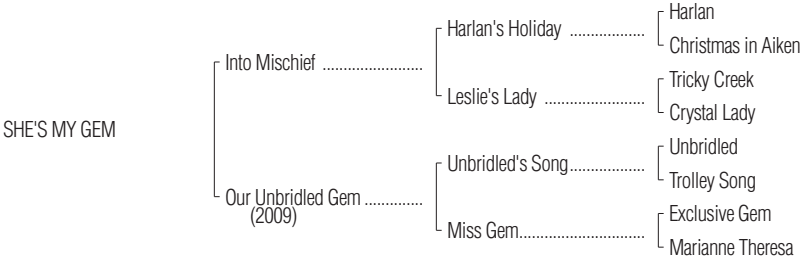 Harlan
Harlan's Holiday ..................
Christmas in Aiken
Into Mischief ........................
Tricky Creek
Leslie's Lady ........................
Crystal Lady
SHE'S MY GEM
Unbridled
Unbridled's Song..................
Trolley Song
Our Unbridled Gem ..............
(2009)
Exclusive Gem
Miss Gem..............................
Marianne Theresa